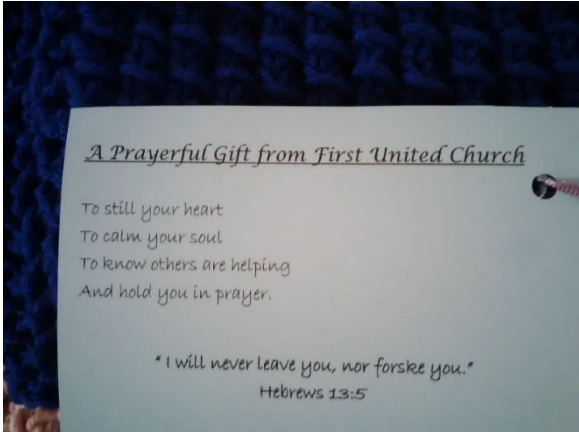 A Prayerful Gift from First United Church
To still your heart
To calm your soul
To know others are helping
And hold you in prayer.
" I will never leave you, nor forske you."
Hebrews 13:5